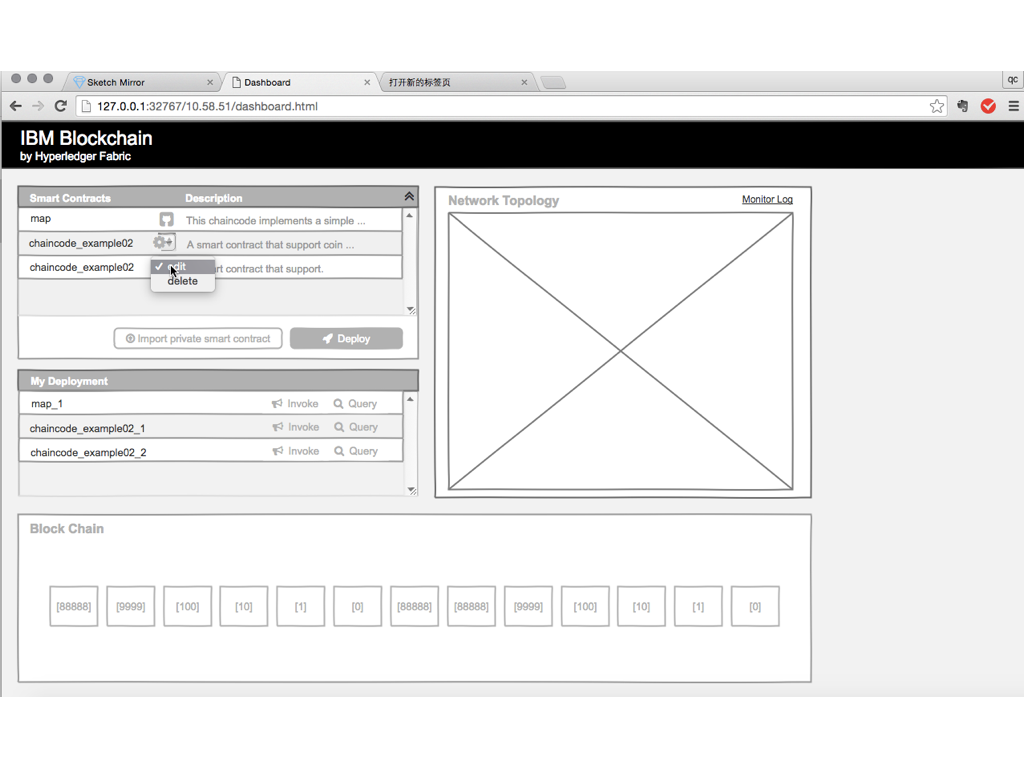 Sketch Mirror
Dashboard
打开新的标签页
qc
127.0.0.1:32767/10.58.51/dashboard.html
IBM Blockchain
by Hyperledger Fabric
Smart Contracts Description
map This chaincode implements a simple ...
chaincode_example02 A smart contract that support coin ...
chaincode_example02 contract that support.
edit
delete
Import private smart contract Deploy
My Deployment
map_1 Invoke Query
chaincode_example02_1 Invoke Query
chaincode_example02_2 Invoke Query
Network Topology Monitor Log
Block Chain
[88888] [9999] [100] [10] [1] [0] [88888] [88888] [9999] [100] [10] [1] [0]